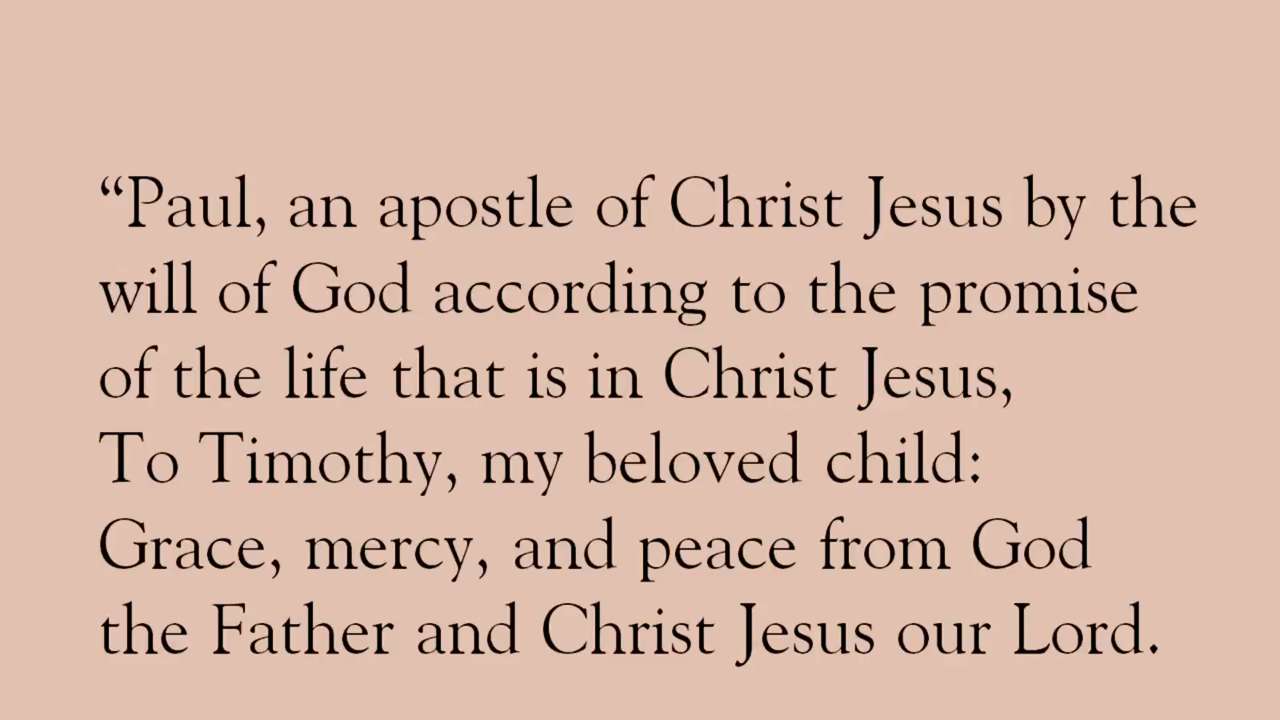 “Paul, an apostle of Christ Jesus by the
will of God according to the promise
of the life that is in Christ Jesus,
To Timothy, my beloved child:
Grace, mercy, and peace from God
the Father and Christ Jesus our Lord.